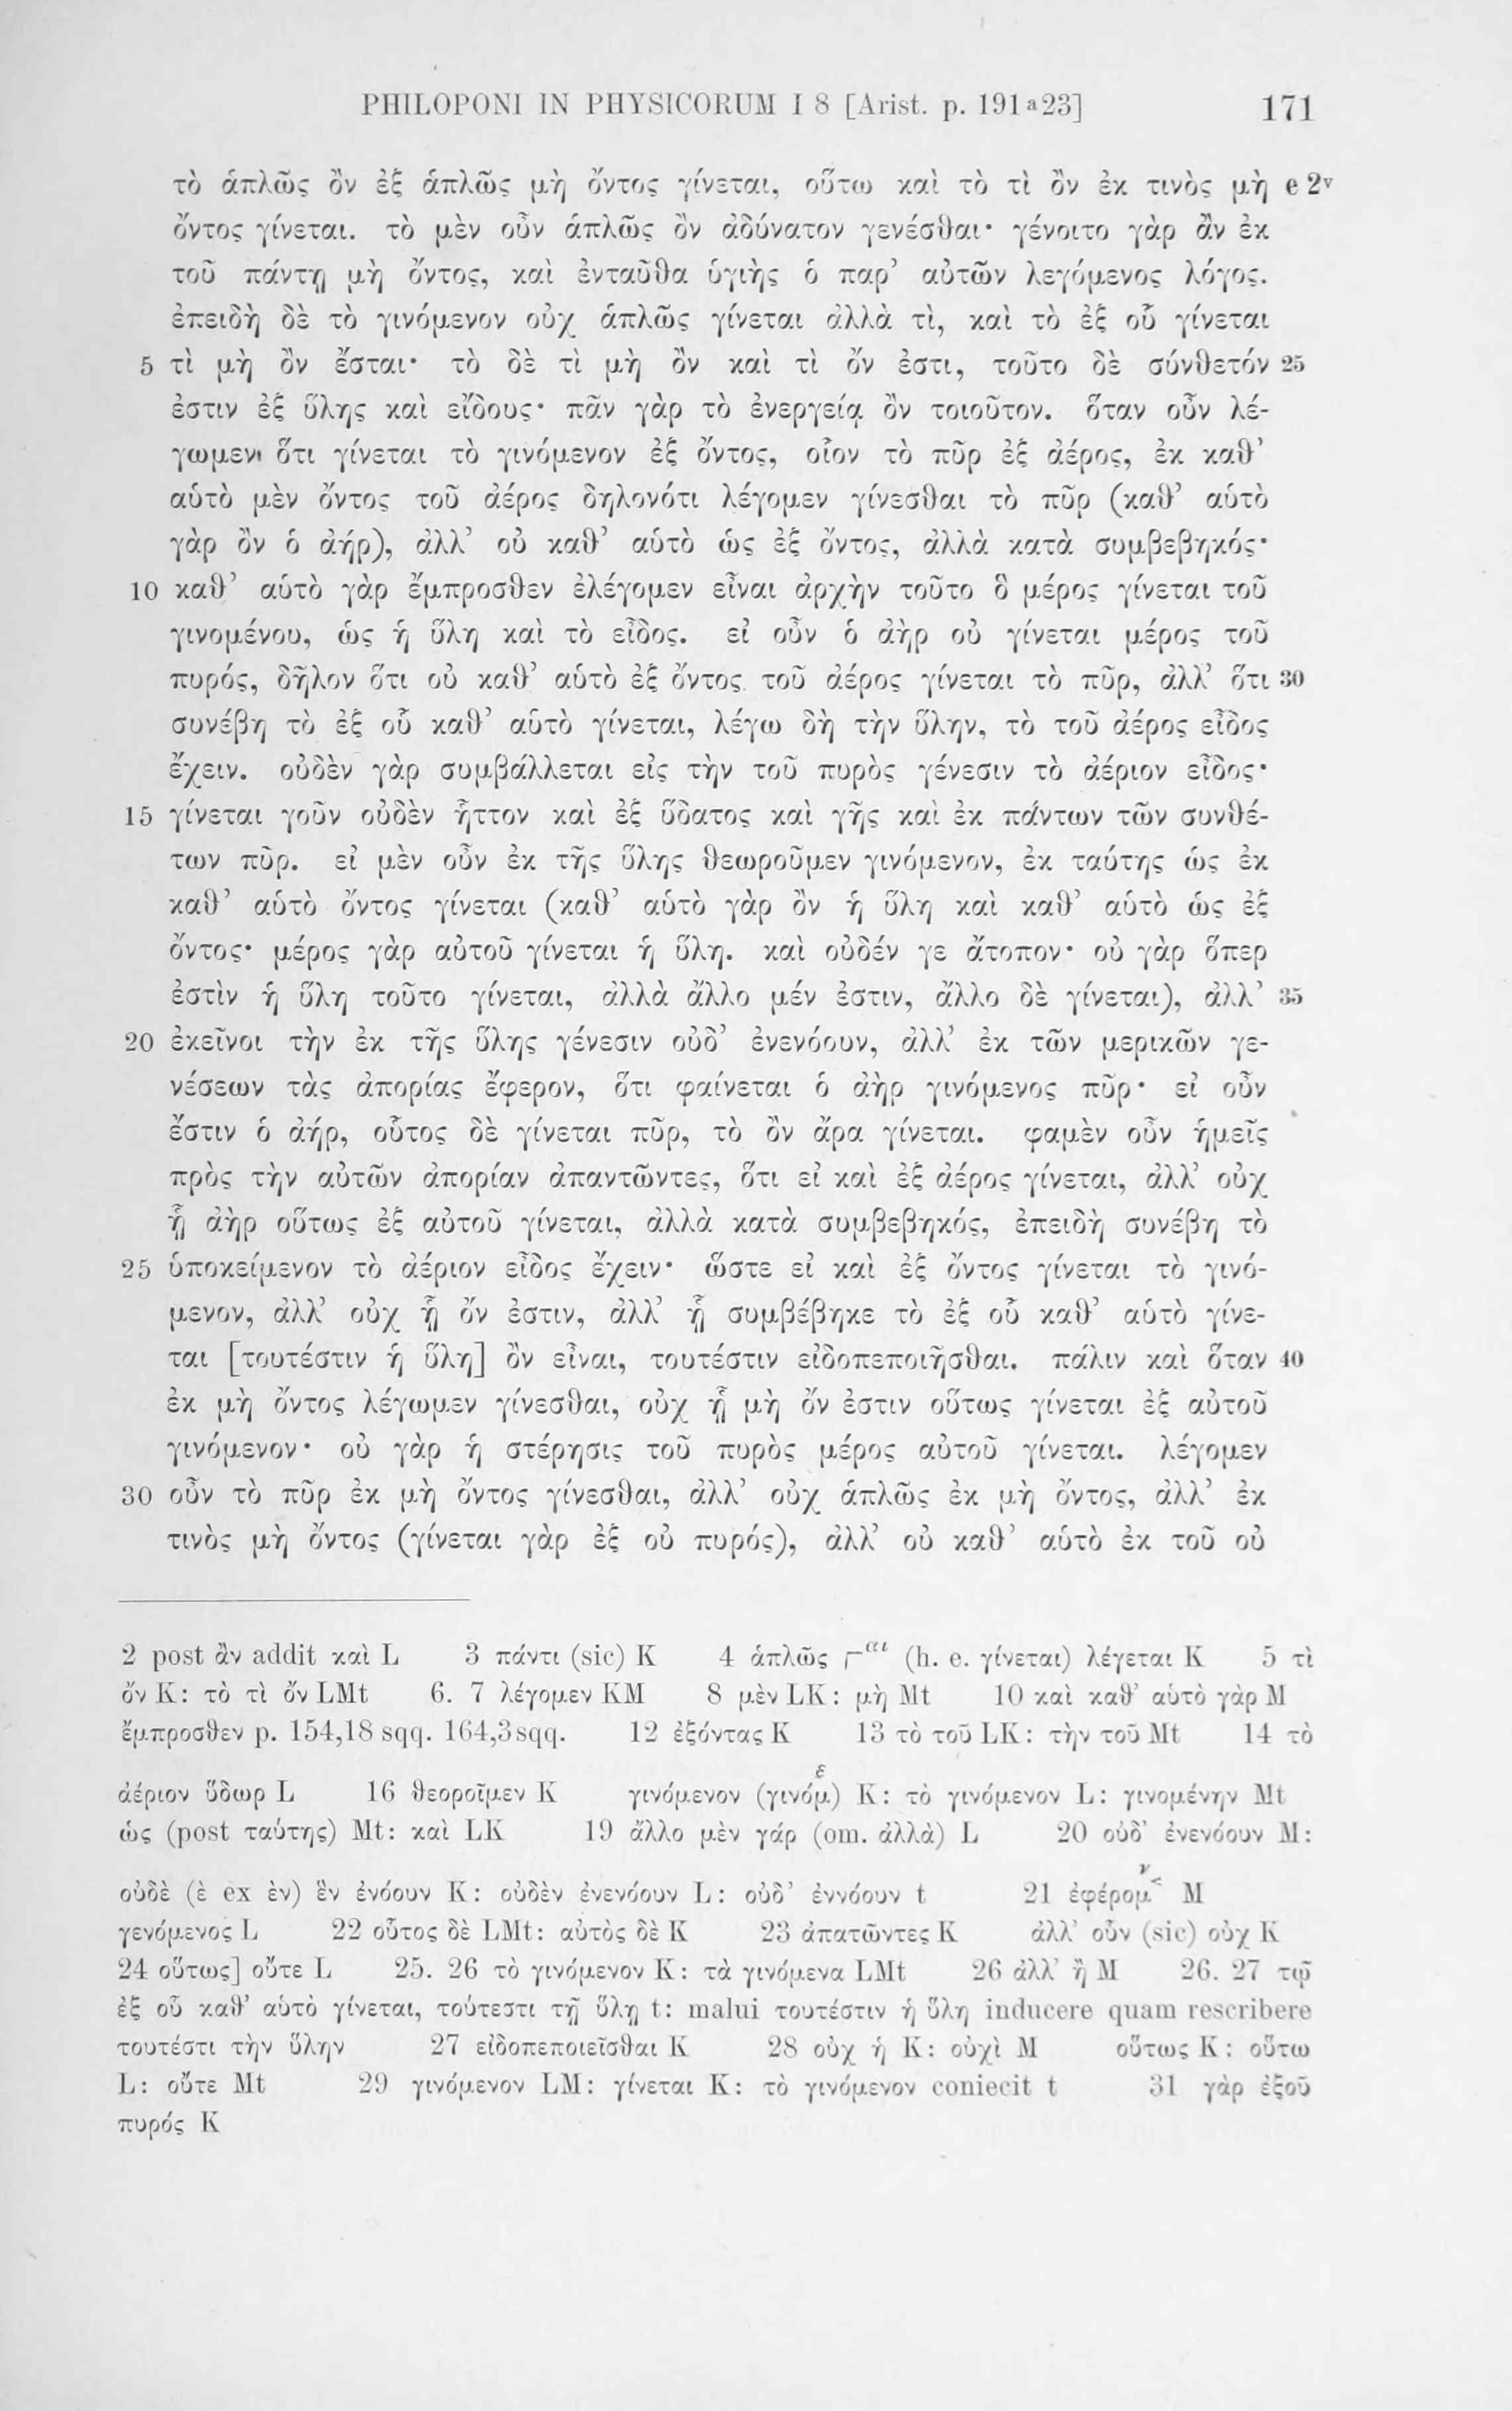 PHILOPONI IN PHYSICORUM I 8 [Arist. p. 191ᵃ23] 171
τὸ ἁπλῶς ὂν ἐξ ἁπλῶς μὴ ὄντος γίνεται, οὕτω καὶ τὸ τὶ ὂν ἐκ τινὸς μὴ e 2ᵛ
ὄντος γίνεται. τὸ μὲν οὖν ἁπλῶς ὂν ἀδύνατον γενέσθαι· γένοιτο γὰρ ἂν ἐκ
τοῦ πάντῃ μὴ ὄντος, καὶ ἐνταῦθα ὑγιὴς ὁ παρ’ αὐτῶν λεγόμενος λόγος.
ἐπειδὴ δὲ τὸ γινόμενον οὐχ ἁπλῶς γίνεται ἀλλὰ τὶ, καὶ τὸ ἐξ οὗ γίνεται
5 τὶ μὴ ὂν ἔσται· τὸ δὲ τὶ μὴ ὂν καὶ τὶ ὄν ἐστι, τοῦτο δὲ σύνθετόν 25
ἐστιν ἐξ ὕλης καὶ εἴδους· πᾶν γὰρ τὸ ἐνεργείᾳ ὂν τοιοῦτον. ὅταν οὖν λέ-
γωμεν ὅτι γίνεται τὸ γινόμενον ἐξ ὄντος, οἷον τὸ πῦρ ἐξ ἀέρος, ἐκ καθ’
αὑτὸ μὲν ὄντος τοῦ ἀέρος δηλονότι λέγομεν γίνεσθαι τὸ πῦρ (καθ’ αὑτὸ
γὰρ ὂν ὁ ἀήρ), ἀλλ’ οὐ καθ’ αὑτὸ ὡς ἐξ ὄντος, ἀλλὰ κατὰ συμβεβηκός·
10 καθ’ αὑτὸ γὰρ ἔμπροσθεν ἐλέγομεν εἶναι ἀρχὴν τοῦτο ὃ μέρος γίνεται τοῦ
γινομένου, ὡς ἡ ὕλη καὶ τὸ εἶδος. εἰ οὖν ὁ ἀὴρ οὐ γίνεται μέρος τοῦ
πυρός, δῆλον ὅτι οὐ καθ’ αὑτὸ ἐξ ὄντος τοῦ ἀέρος γίνεται τὸ πῦρ, ἀλλ’ ὅτι 30
συνέβη τὸ ἐξ οὗ καθ’ αὑτὸ γίνεται, λέγω δὴ τὴν ὕλην, τὸ τοῦ ἀέρος εἶδος
ἔχειν. οὐδὲν γὰρ συμβάλλεται εἰς τὴν τοῦ πυρὸς γένεσιν τὸ ἀέριον εἶδος·
15 γίνεται γοῦν οὐδὲν ἧττον καὶ ἐξ ὕδατος καὶ γῆς καὶ ἐκ πάντων τῶν συνθέ-
των πῦρ. εἰ μὲν οὖν ἐκ τῆς ὕλης θεωροῦμεν γινόμενον, ἐκ ταύτης ὡς ἐκ
καθ’ αὑτὸ ὄντος γίνεται (καθ’ αὑτὸ γὰρ ὂν ἡ ὕλη καὶ καθ’ αὑτὸ ὡς ἐξ
ὄντος· μέρος γὰρ αὐτοῦ γίνεται ἡ ὕλη. καὶ οὐδέν γε ἄτοπον· οὐ γὰρ ὅπερ
ἐστὶν ἡ ὕλη τοῦτο γίνεται, ἀλλὰ ἄλλο μέν ἐστιν, ἄλλο δὲ γίνεται), ἀλλ’ 35
20 ἐκεῖνοι τὴν ἐκ τῆς ὕλης γένεσιν οὐδ’ ἐνενόουν, ἀλλ’ ἐκ τῶν μερικῶν γε-
νέσεων τὰς ἀπορίας ἔφερον, ὅτι φαίνεται ὁ ἀὴρ γινόμενος πῦρ· εἰ οὖν
ἔστιν ὁ ἀήρ, οὗτος δὲ γίνεται πῦρ, τὸ ὂν ἄρα γίνεται. φαμὲν οὖν ἡμεῖς
πρὸς τὴν αὐτῶν ἀπορίαν ἀπαντῶντες, ὅτι εἰ καὶ ἐξ ἀέρος γίνεται, ἀλλ’ οὐχ
ᾗ ἀὴρ οὕτως ἐξ αὐτοῦ γίνεται, ἀλλὰ κατὰ συμβεβηκός, ἐπειδὴ συνέβη τὸ
25 ὑποκείμενον τὸ ἀέριον εἶδος ἔχειν· ὥστε εἰ καὶ ἐξ ὄντος γίνεται τὸ γινό-
μενον, ἀλλ’ οὐχ ᾗ ὄν ἐστιν, ἀλλ’ ᾗ συμβέβηκε τὸ ἐξ οὗ καθ’ αὑτὸ γίνε-
ται [τουτέστιν ἡ ὕλη] ὂν εἶναι, τουτέστιν εἰδοπεποιῆσθαι. πάλιν καὶ ὅταν 40
ἐκ μὴ ὄντος λέγωμεν γίνεσθαι, οὐχ ᾗ μὴ ὄν ἐστιν οὕτως γίνεται ἐξ αὐτοῦ
γινόμενον· οὐ γὰρ ἡ στέρησις τοῦ πυρὸς μέρος αὐτοῦ γίνεται. λέγομεν
30 οὖν τὸ πῦρ ἐκ μὴ ὄντος γίνεσθαι, ἀλλ’ οὐχ ἁπλῶς ἐκ μὴ ὄντος, ἀλλ’ ἐκ
τινὸς μὴ ὄντος (γίνεται γὰρ ἐξ οὐ πυρός), ἀλλ’ οὐ καθ’ αὑτὸ ἐκ τοῦ οὐ
2 post ἂν addit καὶ L 3 πάντι (sic) K 4 ἁπλῶς (h. e. γίνεται) λέγεται K 5 τὶ
ὄν K: τὸ τὶ ὄν LMt 6. 7 λέγομεν KM 8 μὲν LK: μὴ Mt 10 καὶ καθ’ αὑτὸ γὰρ M
ἔμπροσθεν p. 154,18 sqq. 164,3 sqq. 12 ἐξόντας K 13 τὸ τοῦ LK: τὴν τοῦ Mt 14 τὸ
ἀέριον ὕδωρ L 16 θεοροῖμεν K γινόμενον (γινόμ^ε) K: τὸ γινόμενον L: γινομένην Mt
ὡς (post ταύτης) Mt: καὶ LK 19 ἄλλο μὲν γάρ (om. ἀλλὰ) L 20 οὐδ’ ἐνενόουν M:
οὐδὲ (ὲ ex ὲν) ἓν ἐνόουν K: οὐδὲν ἐνενόουν L: οὐδ’ ἐννόουν t 21 ἐφέρομ^ν M
γενόμενος L 22 οὗτος δὲ LMt: αὐτὸς δὲ K 23 ἀπατῶντες K ἀλλ’ οὖν (sic) οὐχ K
24 οὕτως] οὔτε L 25. 26 τὸ γινόμενον K: τὰ γινόμενα LMt 26 ἀλλ’ ἢ M 26. 27 τῷ
ἐξ οὗ καθ’ αὑτὸ γίνεται, τούτεστι τῇ ὕλῃ t: malui τουτέστιν ἡ ὕλη inducere quam rescribere
τουτέστι τὴν ὕλην 27 εἰδοπεποιεῖσθαι K 28 οὐχ ἡ K: οὐχὶ M οὕτως K: οὕτω
L: οὔτε Mt 29 γινόμενον LM: γίνεται K: τὸ γινόμενον coniecit t 31 γὰρ ἐξοῦ
πυρός K